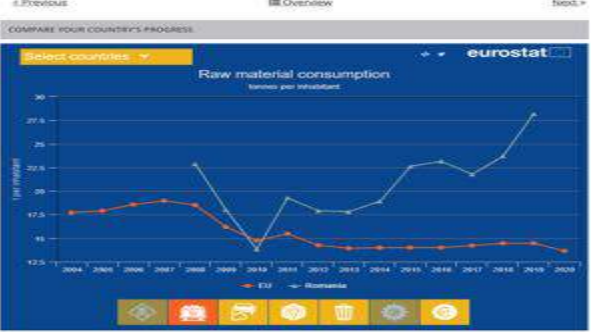 < Previous
Overview
Next >
COMPARE YOUR COUNTRY'S PROGRESS
Select countries
eurostat
Raw material consumption
tonnes per inhabitant
t per inhabitant
30
27.5
25
22.5
20
17.5
15
12.5
2004 2005 2006 2007 2008 2009 2010 2011 2012 2013 2014 2015 2016 2017 2018 2019 2020
EU Romania